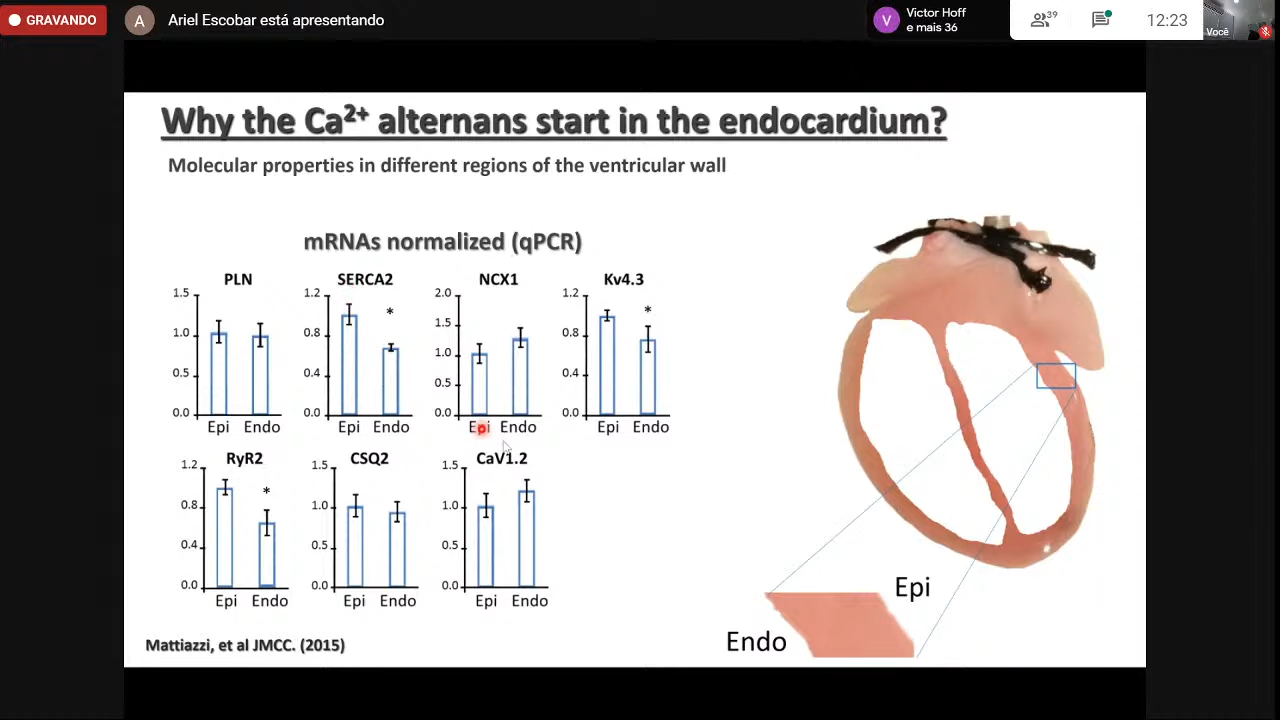 GRAVANDO
A
Ariel Escobar está apresentando
V
Victor Hoff
e mais 36
39
12:23
Você
Why the Ca²⁺ alternans start in the endocardium?
Molecular properties in different regions of the ventricular wall
mRNAs normalized (qPCR)
PLN
1.5
1.0
0.5
0.0
Epi Endo
SERCA2
1.2
0.8
0.4
0.0
*
Epi Endo
NCX1
2.0
1.5
1.0
0.5
0.0
Epi Endo
Kv4.3
1.2
0.8
0.4
0.0
*
Epi Endo
RyR2
1.2
0.8
0.4
0.0
*
Epi Endo
CSQ2
1.5
1.0
0.5
0.0
Epi Endo
CaV1.2
1.5
1.0
0.5
0.0
Epi Endo
Epi
Endo
Mattiazzi, et al JMCC. (2015)